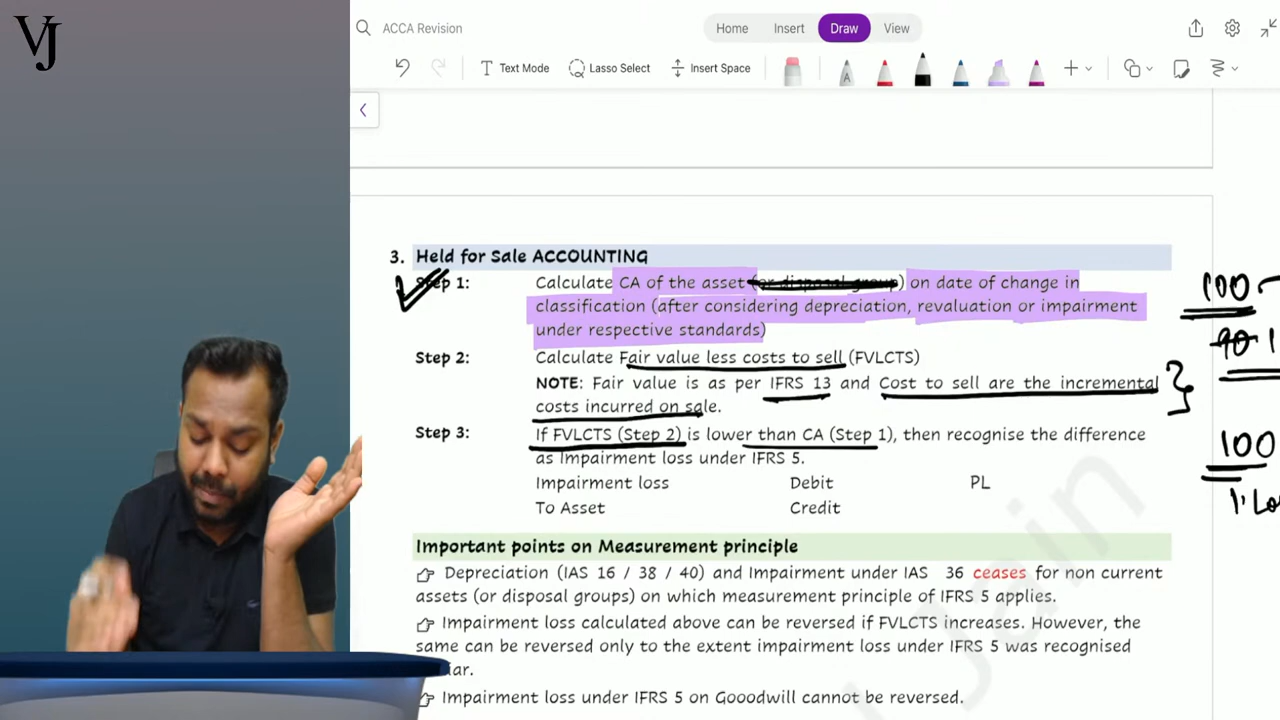 VJ
ACCA Revision
Home Insert Draw View
Text Mode Lasso Select Insert Space
3. Held for Sale ACCOUNTING
Step 1: Calculate CA of the asset (or disposal group) on date of change in
classification (after considering depreciation, revaluation or impairment
under respective standards)
100
Step 2: Calculate Fair value less costs to sell (FVLCTS)
90
NOTE: Fair value is as per IFRS 13 and Cost to sell are the incremental
costs incurred on sale.
Step 3: If FVLCTS (Step 2) is lower than CA (Step 1), then recognise the difference
100
as Impairment loss under IFRS 5.
Impairment loss Debit PL
To Asset Credit
Important points on Measurement principle
Depreciation (IAS 16 / 38 / 40) and Impairment under IAS 36 ceases for non current
assets (or disposal groups) on which measurement principle of IFRS 5 applies.
Impairment loss calculated above can be reversed if FVLCTS increases. However, the
same can be reversed only to the extent impairment loss under IFRS 5 was recognised
Impairment loss under IFRS 5 on Gooodwill cannot be reversed.
Jain